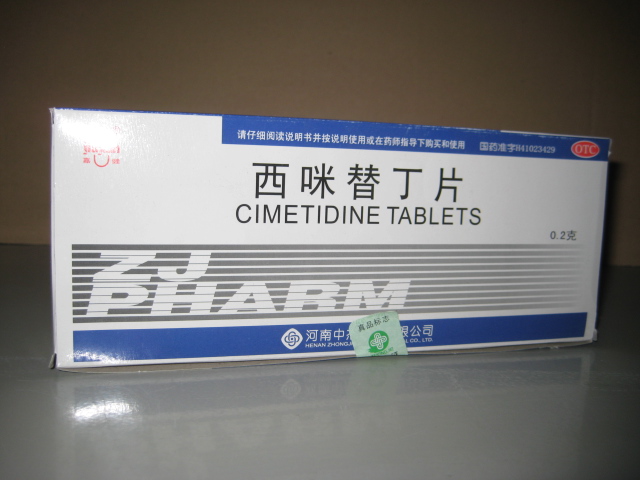 请仔细阅读说明书并按说明使用或在药师指导下购买和使用
国药准字H41023429
OTC
西咪替丁片
CIMETIDINE TABLETS
0.2克
ZJ
PHARM
真品标志
河南中 限公司
HENAN CO., LTD.